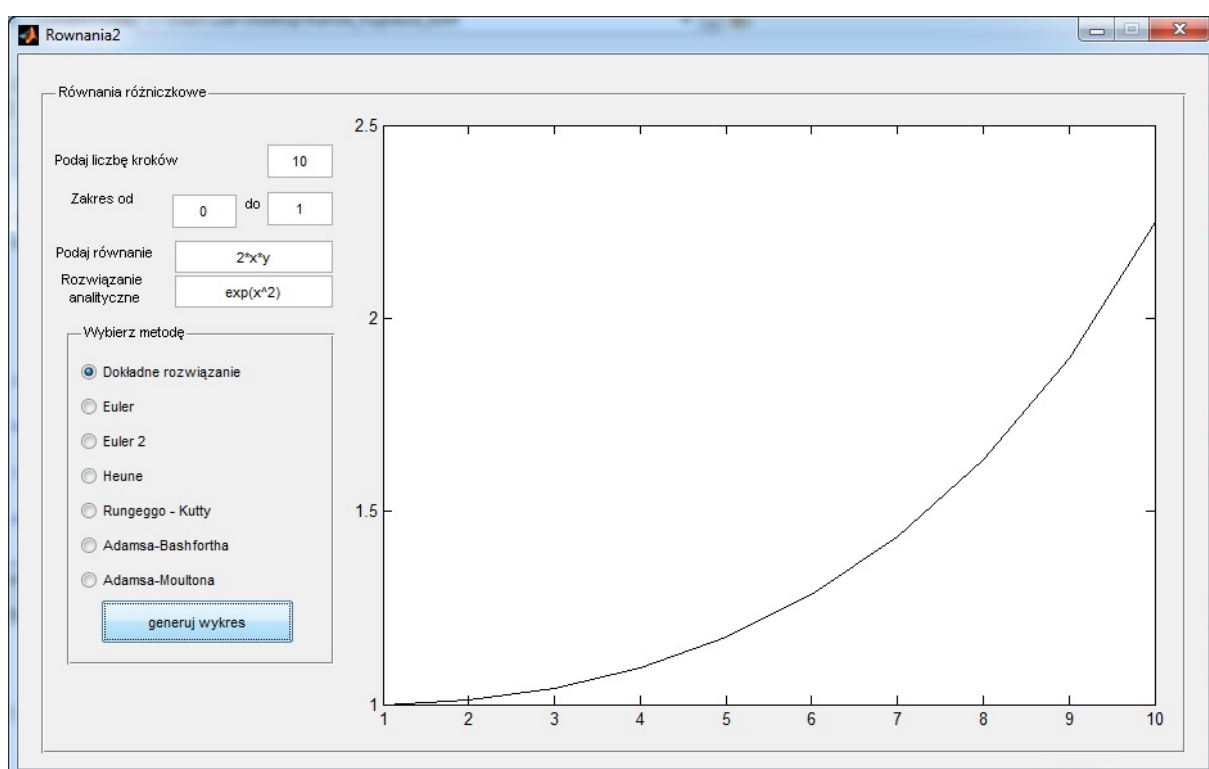 Rownania2
Równania różniczkowe
Podaj liczbę kroków 10
Zakres od 0 do 1
Podaj równanie 2*x*y
Rozwiązanie
analityczne exp(x^2)
Wybierz metodę
Dokładne rozwiązanie
Euler
Euler 2
Heune
Rungeggo - Kutty
Adamsa-Bashfortha
Adamsa-Moultona
generuj wykres
2.5
2
1.5
1
1 2 3 4 5 6 7 8 9 10